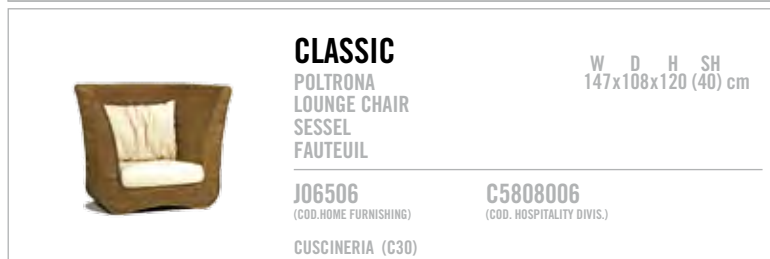 CLASSIC
POLTRONA
LOUNGE CHAIR
SESSEL
FAUTEUIL
W D H SH
147x108x120 (40) cm
J06506
(COD.HOME FURNISHING)
C5808006
(COD. HOSPITALITY DIVIS.)
CUSCINERIA (C30)